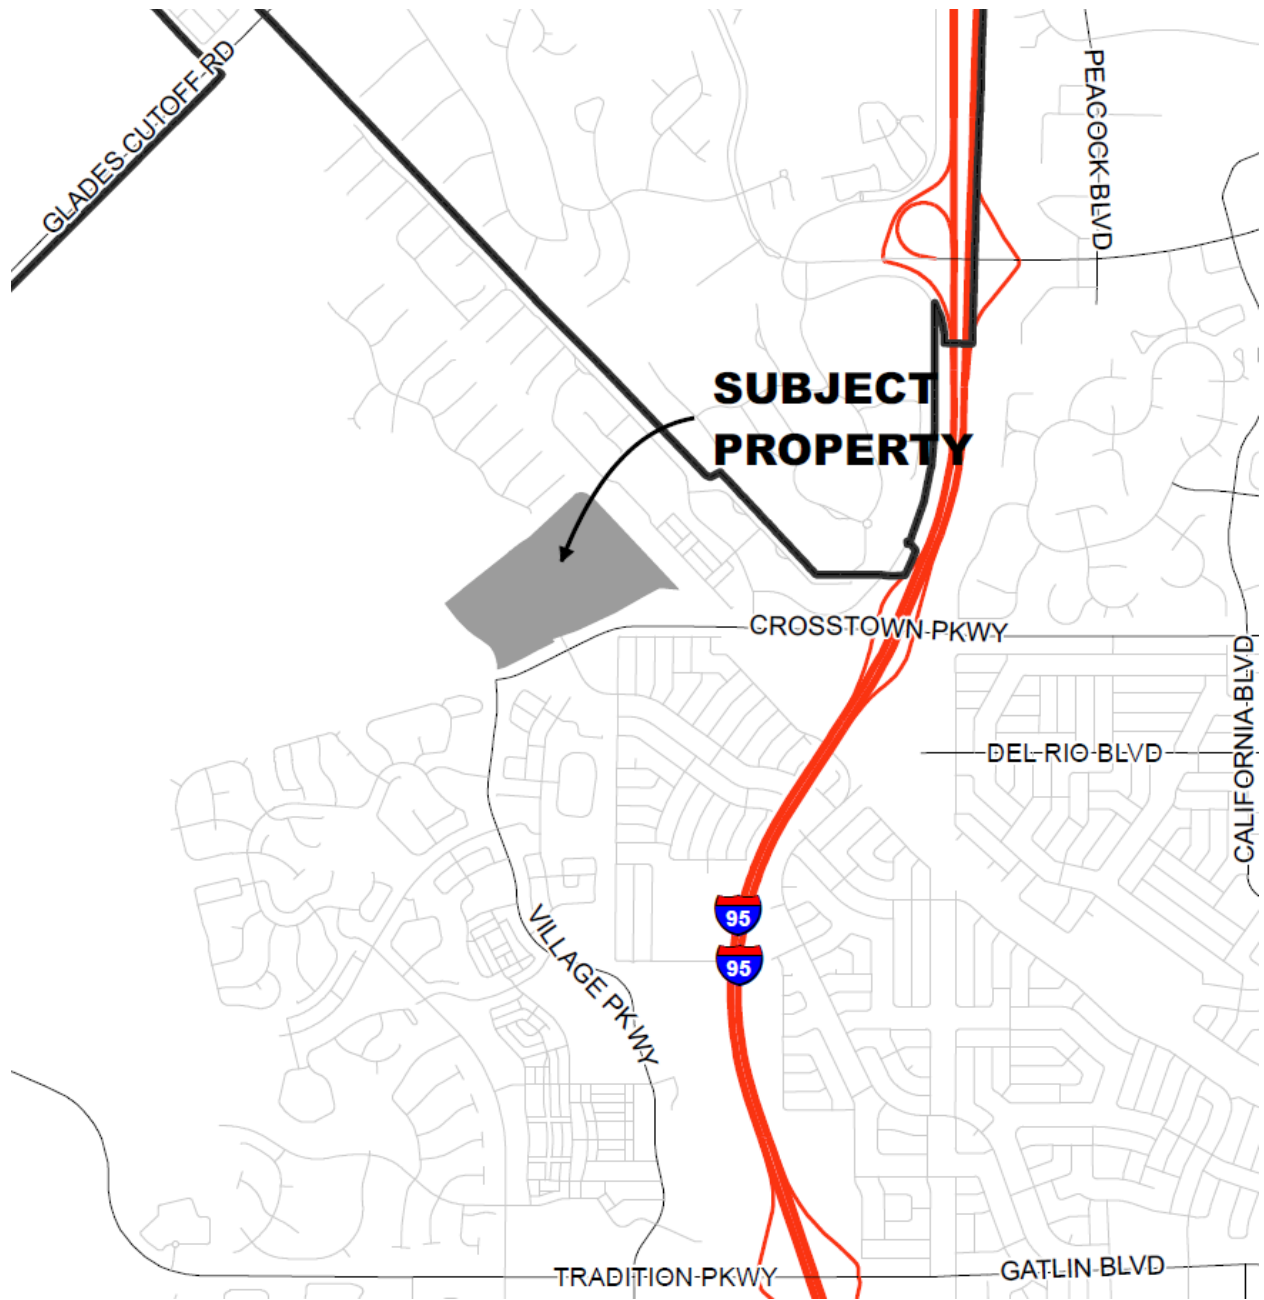 GLADES CUTOFF RD
PEACOCK BLVD
SUBJECT
PROPERTY
CROSSTOWN PKWY
CALIFORNIA BLVD
DEL RIO BLVD
95
95
VILLAGE PKWY
TRADITION PKWY
GATLIN BLVD